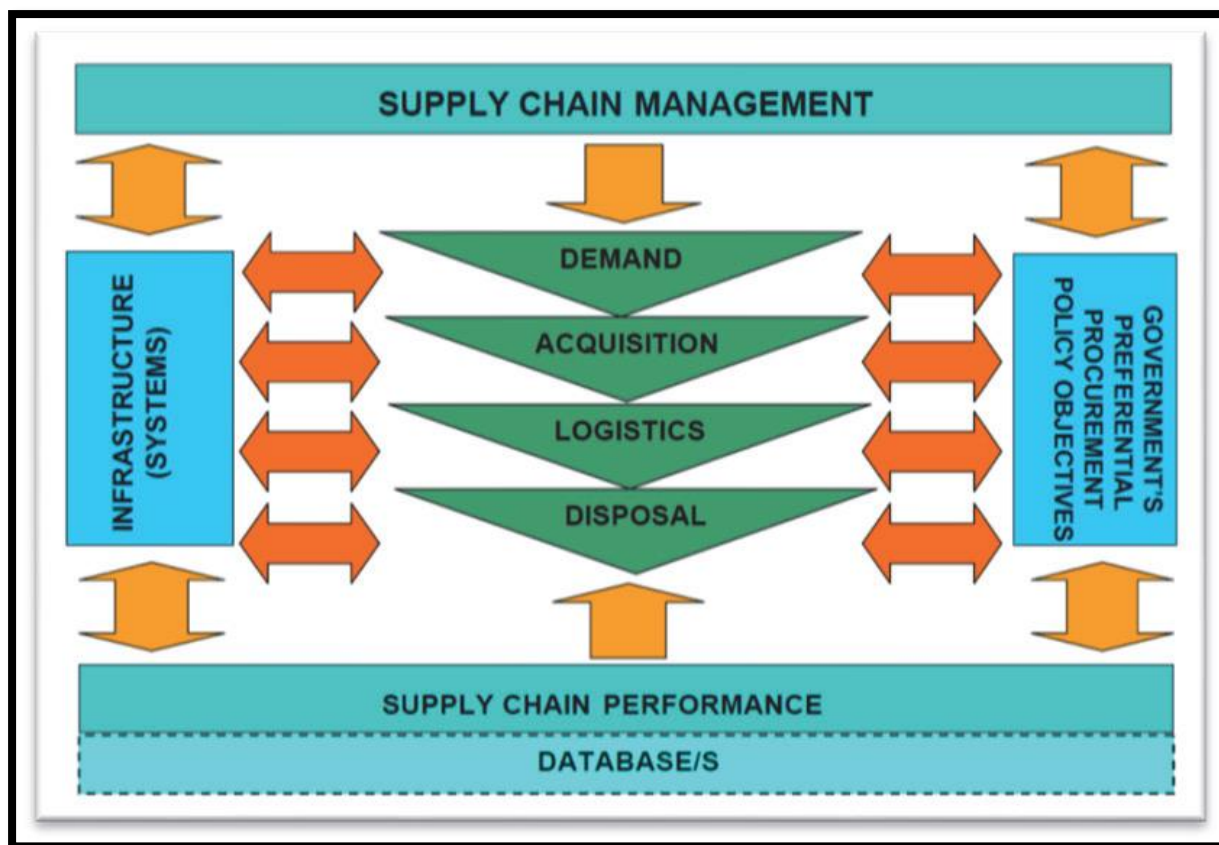 SUPPLY CHAIN MANAGEMENT
INFRASTRUCTURE
(SYSTEMS)
DEMAND
ACQUISITION
LOGISTICS
DISPOSAL
GOVERNMENT'S
PREFERENTIAL
PROCUREMENT
POLICY OBJECTIVES
SUPPLY CHAIN PERFORMANCE
DATABASE/S